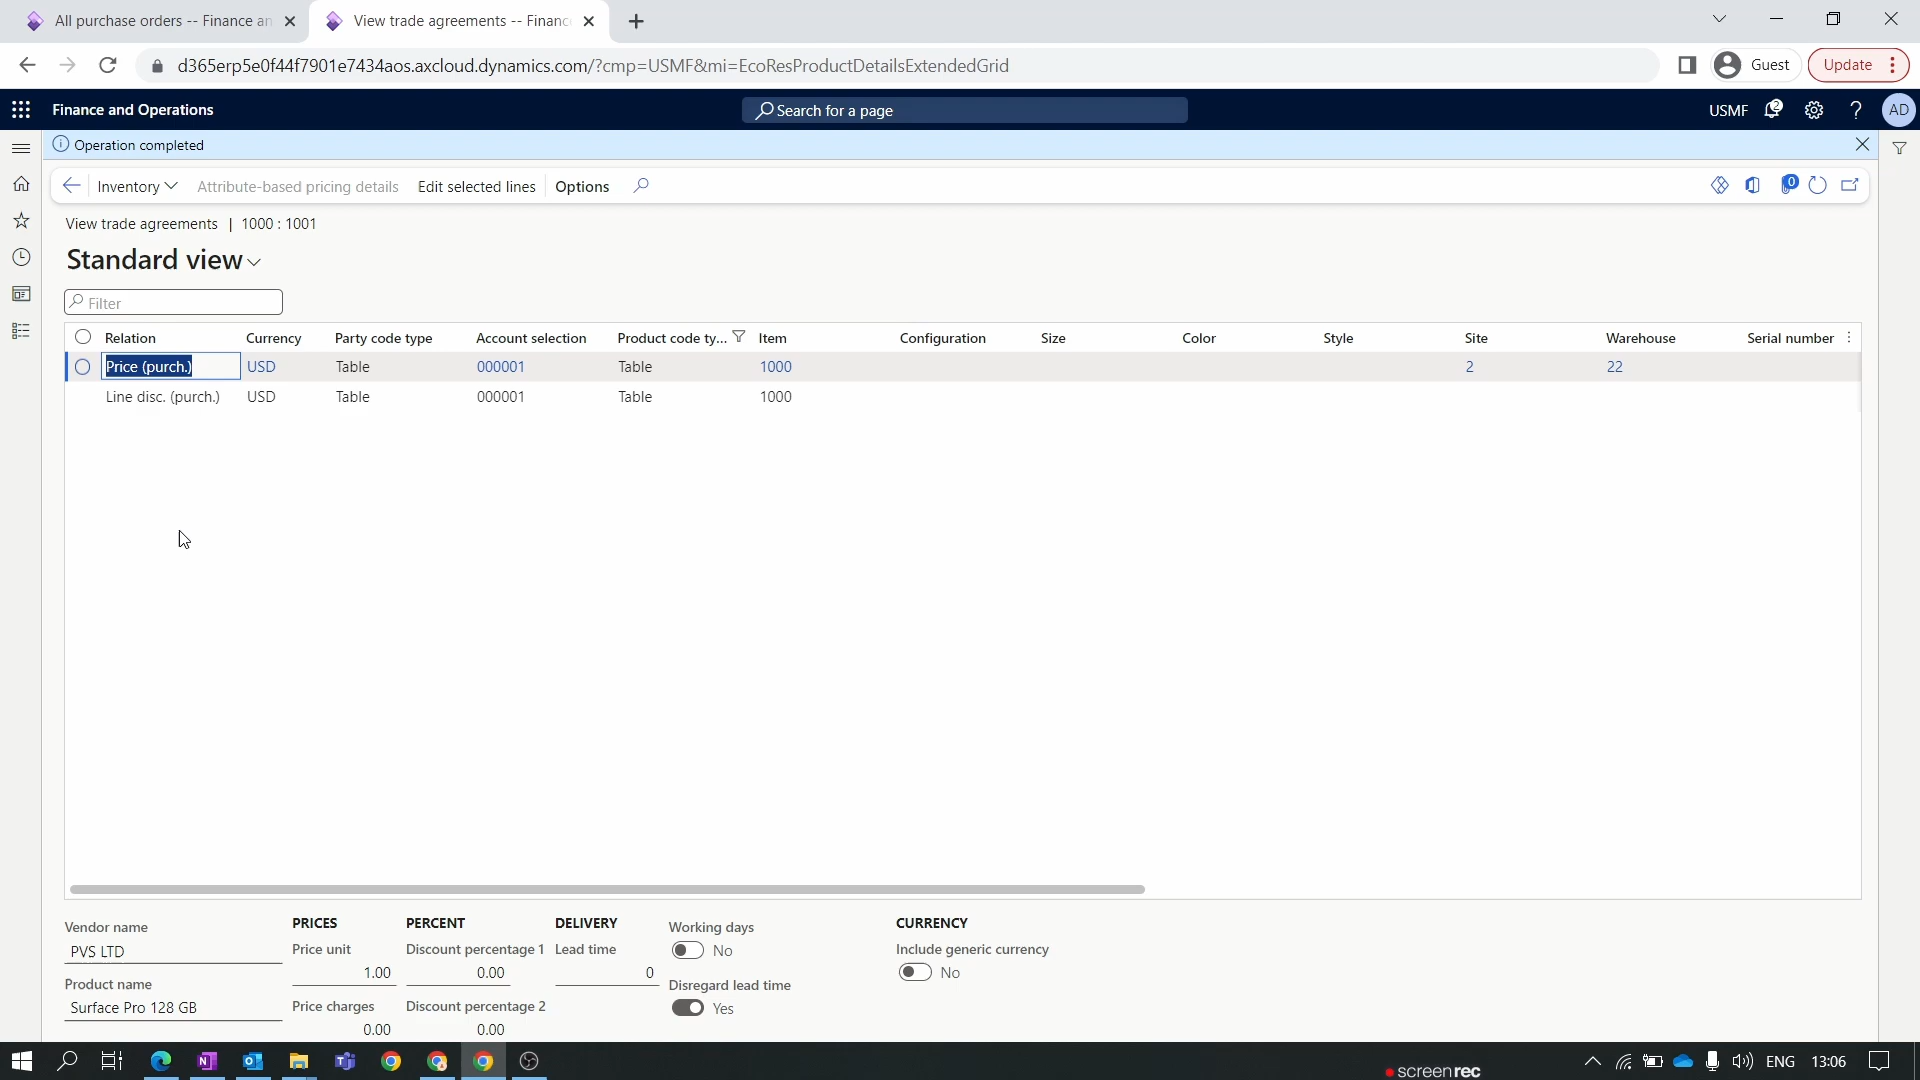 All purchase orders -- Finance an
View trade agreements -- Financ
d365erp5e0f44f7901e7434aos.axcloud.dynamics.com/?cmp=USMF&mi=EcoResProductDetailsExtendedGrid
Guest
Update
Finance and Operations
Search for a page
USMF
2
?
AD
Operation completed
Inventory
Attribute-based pricing details
Edit selected lines
Options
0
View trade agreements | 1000 : 1001
Standard view
Filter
Relation Currency Party code type Account selection Product code ty... Item Configuration Size Color Style Site Warehouse Serial number
Price (purch.) USD Table 000001 Table 1000 2 22
Line disc. (purch.) USD Table 000001 Table 1000
Vendor name
PVS LTD
Product name
Surface Pro 128 GB
PRICES
Price unit
1.00
Price charges
0.00
PERCENT
Discount percentage 1
0.00
Discount percentage 2
0.00
DELIVERY
Lead time
0
Working days
No
Disregard lead time
Yes
CURRENCY
Include generic currency
No
screenrec
ENG
13:06